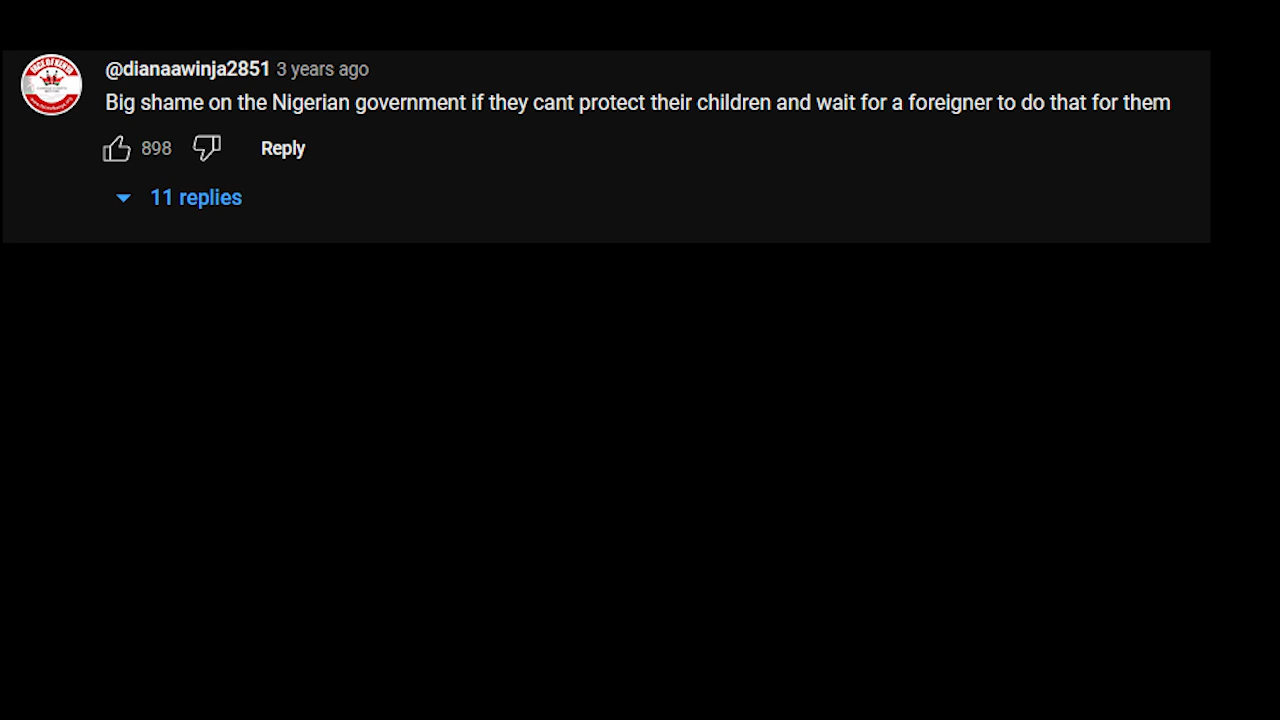 @dianaawinja2851 3 years ago
Big shame on the Nigerian government if they cant protect their children and wait for a foreigner to do that for them
898 Reply
11 replies